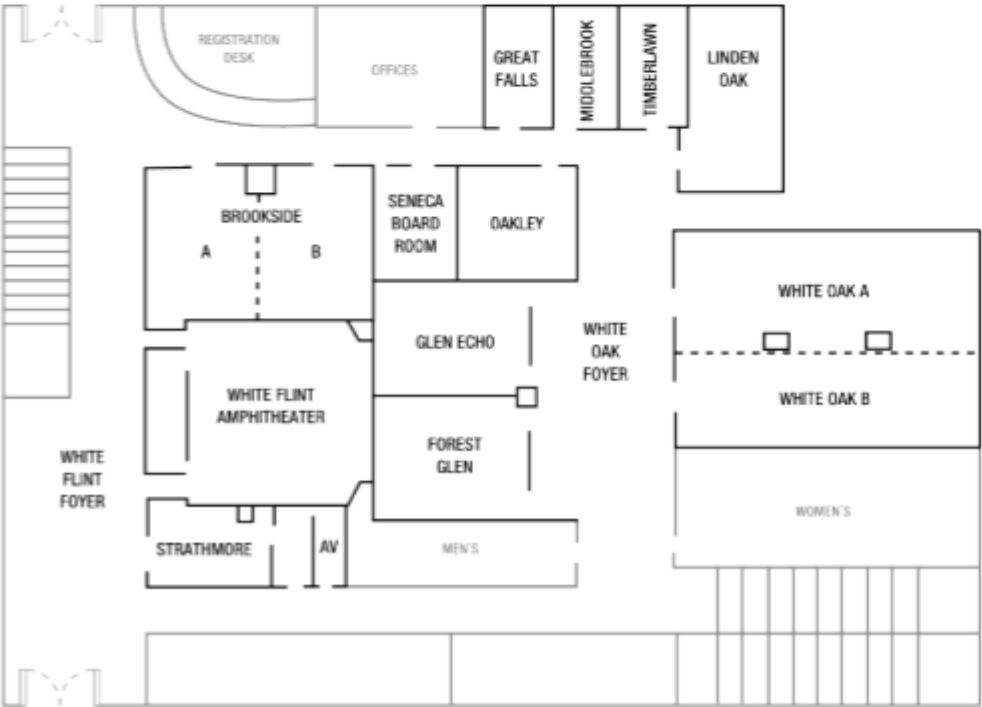 REGISTRATION
DESK
OFFICES
GREAT
FALLS
MIDDLEBROOK
TIMBERLAWN
LINDEN
OAK
BROOKSIDE
A
B
SENECA
BOARD
ROOM
OAKLEY
WHITE OAK A
GLEN ECHO
WHITE
OAK
FOYER
WHITE FLINT
AMPHITHEATER
WHITE OAK B
FOREST
GLEN
WHITE
FLINT
FOYER
WOMEN'S
STRATHMORE
AV
MEN'S